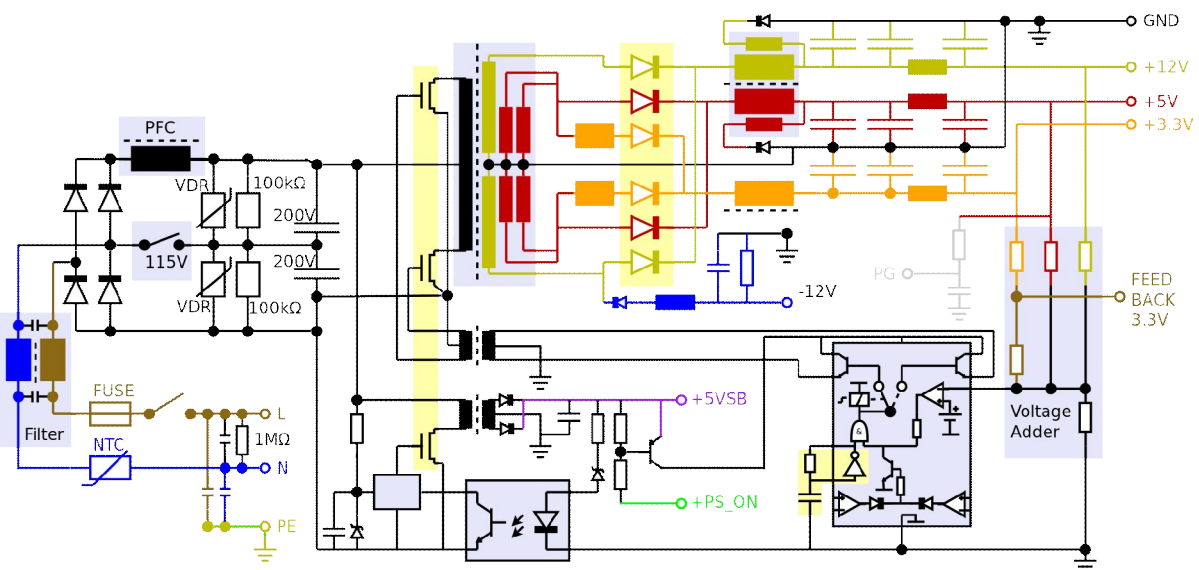 GND
+12V
+5V
+3.3V
PFC
VDR
100kΩ
200V
115V
200V
VDR
100kΩ
PG
-12V
FEED
BACK
3.3V
FUSE
L
Filter
1MΩ
NTC
N
PE
+5VSB
+PS_ON
&
Voltage
Adder